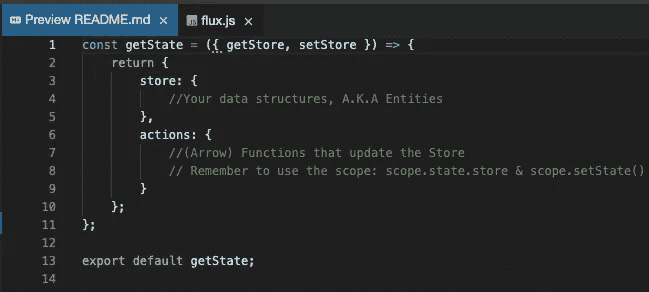 Preview README.md × JS flux.js ×
1 const getState = ({ getStore, setStore }) => {
2 return {
3 store: {
4 //Your data structures, A.K.A Entities
5 },
6 actions: {
7 //(Arrow) Functions that update the Store
8 // Remember to use the scope: scope.state.store & scope.setState()
9 }
10 };
11 };
12
13 export default getState;
14